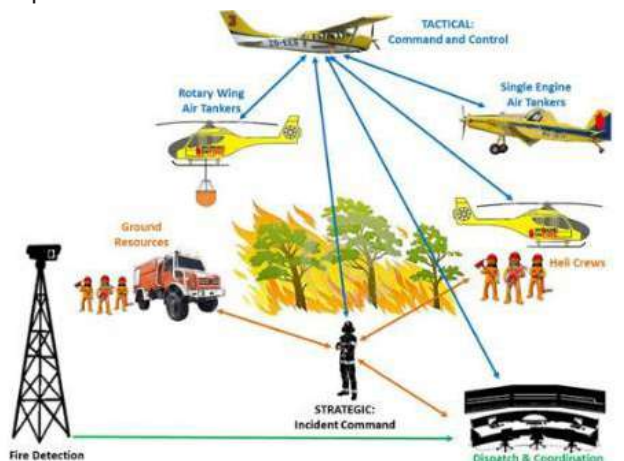 TACTICAL:
Command and Control
Rotary Wing
Air Tankers
Single Engine
Air Tankers
Ground
Resources
Heli Crews
STRATEGIC:
Incident Command
Fire Detection
Dispatch & Coordination